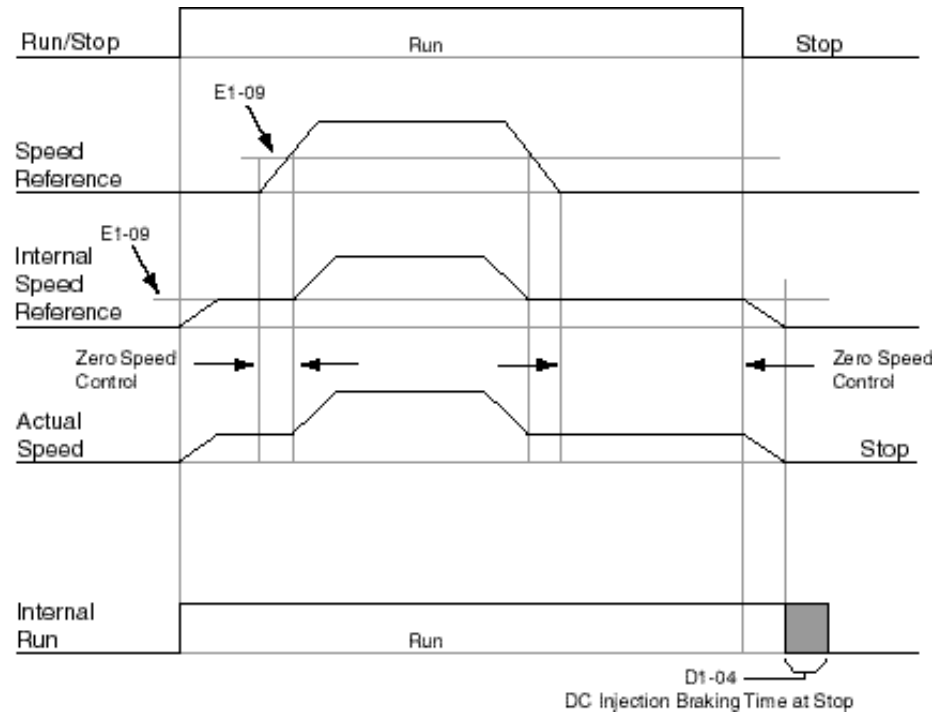 Run/Stop
Run
Stop
E1-09
Speed
Reference
E1-09
Internal
Speed
Reference
Zero Speed
Control
Zero Speed
Control
Actual
Speed
Stop
Internal
Run
Run
D1-04
DC Injection Braking Time at Stop